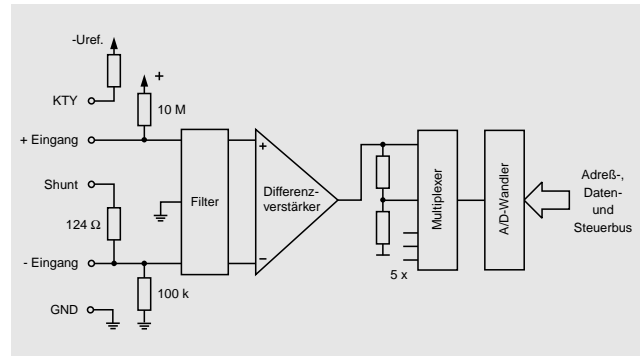 -Uref.
+
KTY
10 M
+ Eingang
Shunt
124 Ω
- Eingang
GND
100 k
Filter
+
Differenz-
verstärker
−
5 x
Multiplexer
A/D-Wandler
Adreß-,
Daten-
und
Steuerbus